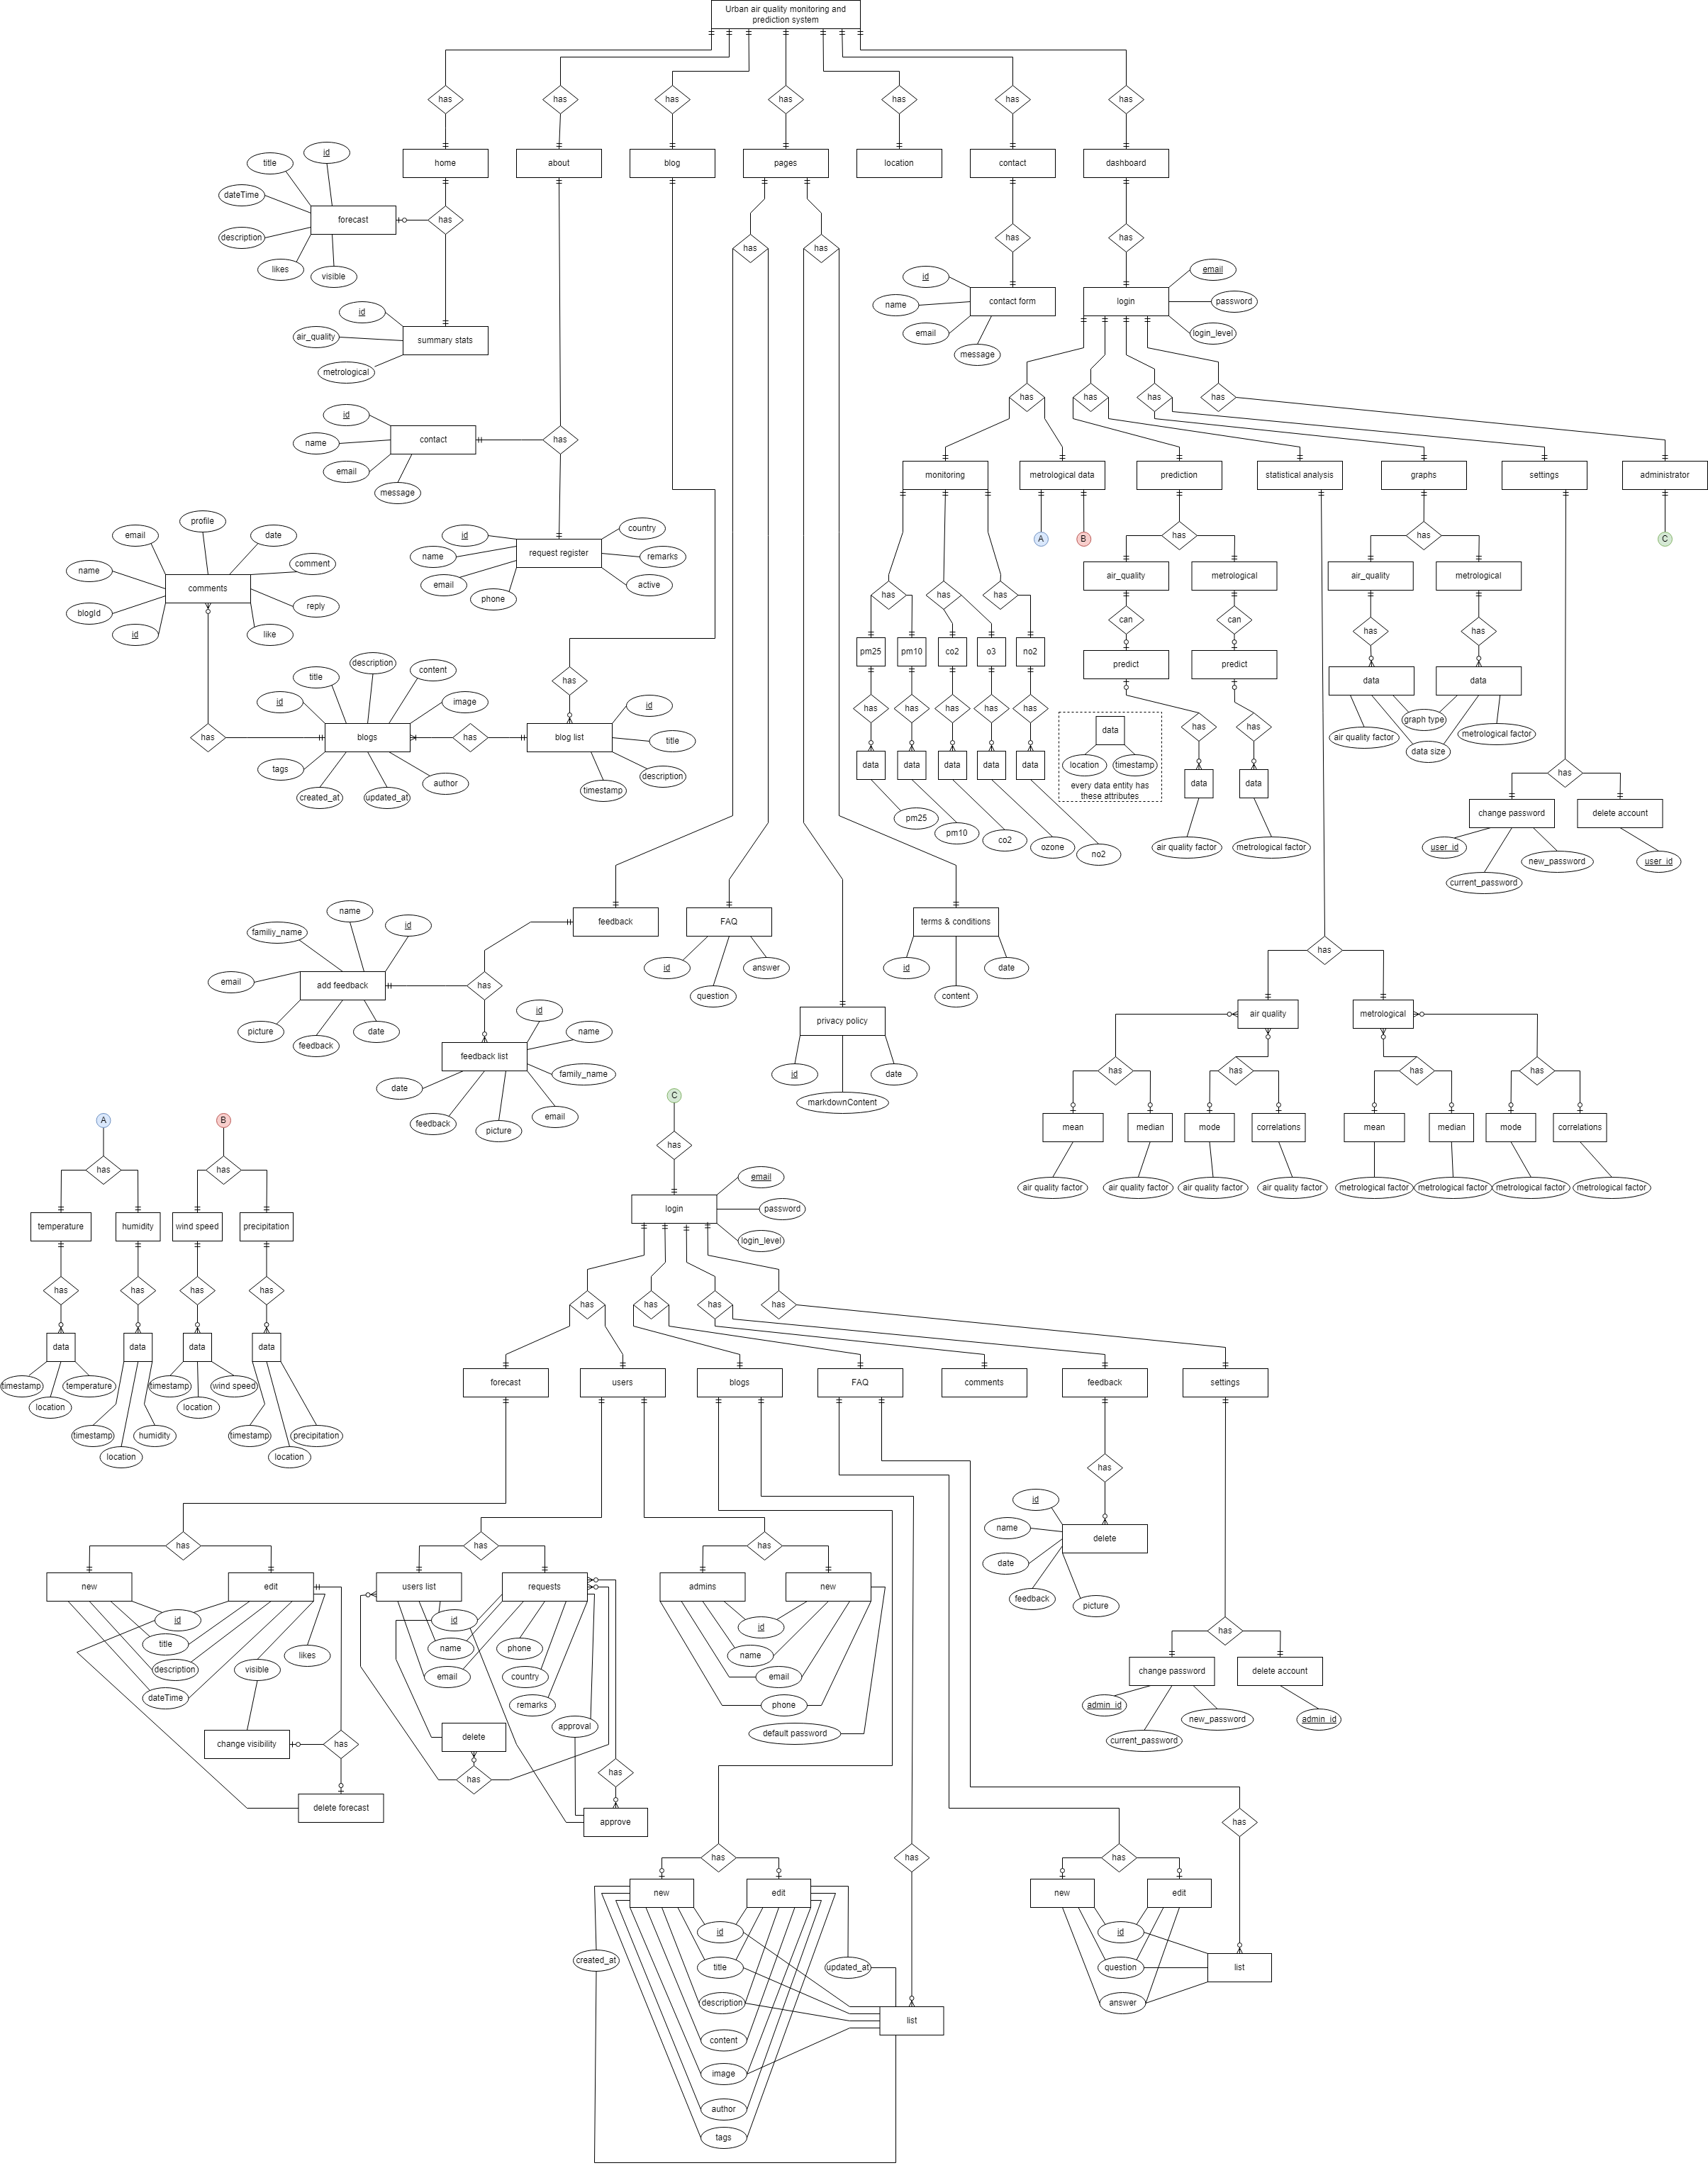 Urban air quality monitoring and
prediction system
has
has
has
has
has
has
has
home
about
blog
pages
location
contact
dashboard
id
title
dateTime
forecast
has
description
likes
visible
has
has
has
has
id
name
contact form
email
message
email
login
password
login_level
id
air_quality
summary stats
metrological
has
has
has
has
id
name
contact
has
email
message
monitoring
metrological data
prediction
statistical analysis
graphs
settings
administrator
A
B
has
has
C
profile
email
date
name
comment
comments
blogId
reply
id
like
id
country
name
request register
remarks
email
active
phone
air_quality
metrological
air_quality
metrological
has
has
has
can
can
has
has
pm25
pm10
co2
o3
no2
predict
predict
data
data
graph type
air quality factor
metrological factor
data size
description
title
content
id
image
has
blogs
has
tags
author
created_at
updated_at
has
id
blog list
title
description
timestamp
has
has
has
has
has
data
data
data
data
data
pm25
pm10
co2
ozone
no2
data
location
timestamp
every data entity has
these attributes
has
has
data
data
air quality factor
metrological factor
has
change password
delete account
user_id
new_password
current_password
user_id
feedback
FAQ
terms & conditions
name
id
familiy_name
email
add feedback
has
picture
feedback
date
id
answer
question
id
date
content
has
id
name
feedback list
family_name
date
feedback
picture
email
privacy policy
id
date
markdownContent
air quality
metrological
has
has
has
has
mean
median
mode
correlations
mean
median
mode
correlations
air quality factor
air quality factor
air quality factor
air quality factor
metrological factor
metrological factor
metrological factor
metrological factor
A
B
has
has
temperature
humidity
wind speed
precipitation
has
has
has
has
data
data
data
data
timestamp
temperature
location
timestamp
wind speed
location
timestamp
humidity
location
timestamp
precipitation
location
C
has
email
login
password
login_level
has
has
has
has
forecast
users
blogs
FAQ
comments
feedback
settings
has
id
name
delete
date
feedback
picture
has
has
has
new
edit
users list
requests
admins
new
id
title
description
dateTime
visible
likes
id
name
email
phone
country
remarks
approval
id
name
email
phone
default password
change visibility
has
delete forecast
delete
has
has
approve
has
change password
delete account
admin_id
new_password
current_password
admin_id
has
has
has
has
new
edit
id
created_at
title
updated_at
description
list
content
image
author
tags
new
edit
id
question
list
answer